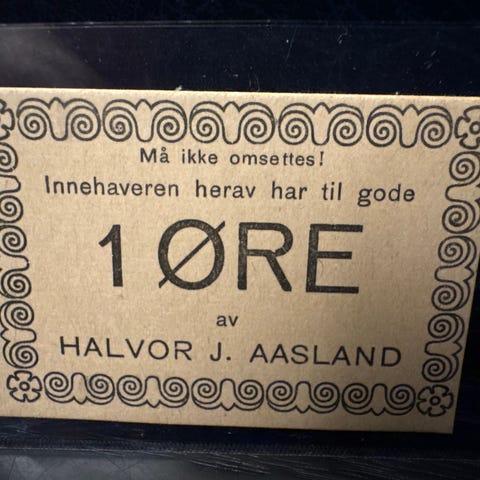 Må ikke omsettes!
Innehaveren herav har til gode
1 ØRE
av
HALVOR J. AASLAND